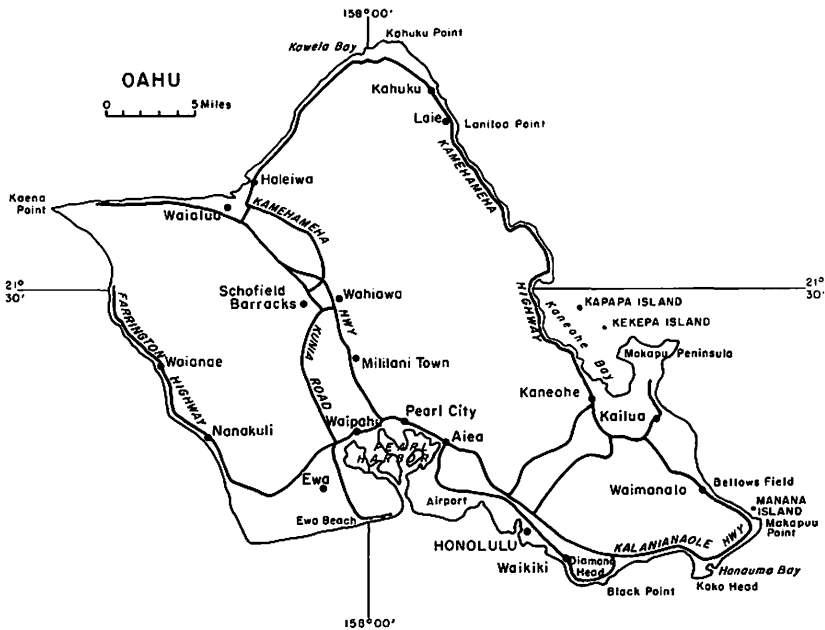 158°00'
Kawela Bay
Kahuku Point
OAHU
0 5 Miles
Kahuku
Laie
Laniloa Point
KAMEHAMEHA
HIGHWAY
Haleiwa
Kaena
Point
Waialua
KAMEHAMEHA
HWY
21°
30'
21°
30'
Schofield
Barracks
Wahiawa
KAPAPA ISLAND
KEKEPA ISLAND
Kaneohe
Bay
Mokapu Peninsula
FARRINGTON
HIGHWAY
KUNIA
ROAD
Waianae
Mililani Town
Kaneohe
Kailua
Nanakuli
Waipahu
Pearl City
PEARL
HARBOR
Aiea
Ewa
Airport
Ewa Beach
Waimanalo
Bellows Field
MANANA
ISLAND
Makapuu
Point
HONOLULU
KALANIANAOLE
HWY
Waikiki
Diamond
Head
Black Point
Hanauma Bay
Koko Head
158°00'